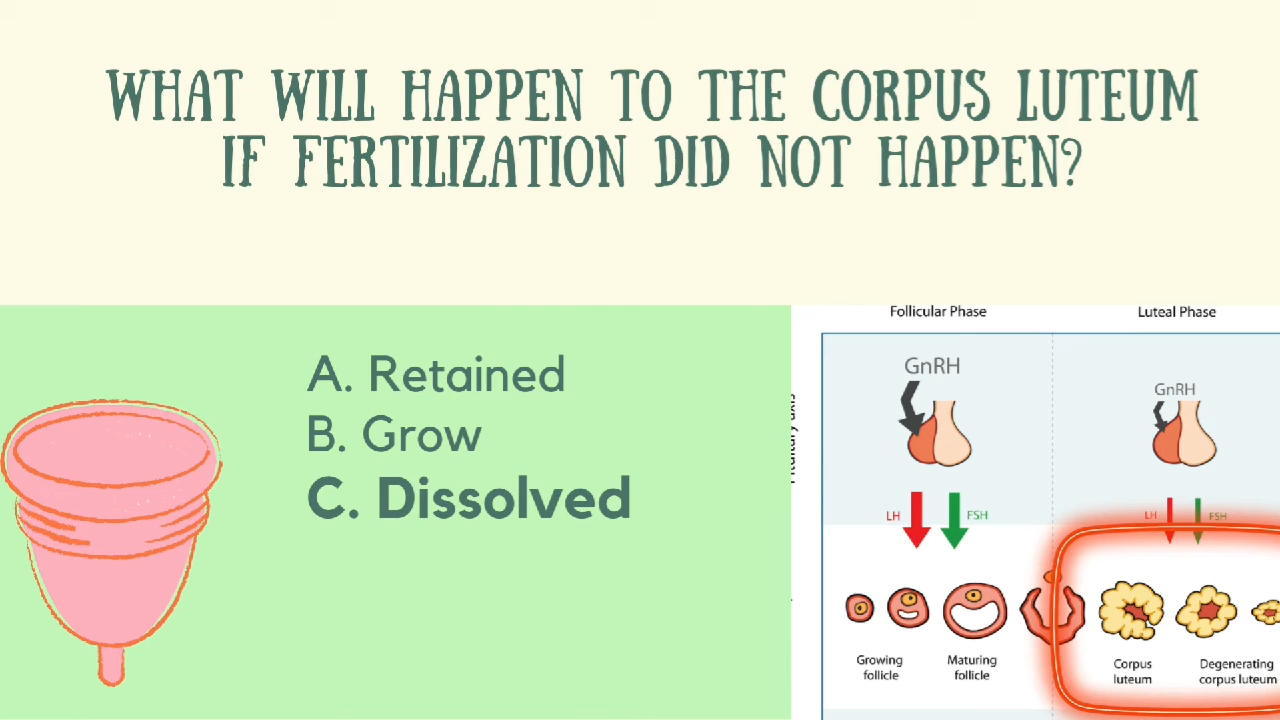 WHAT WILL HAPPEN TO THE CORPUS LUTEUM
IF FERTILIZATION DID NOT HAPPEN?
A. Retained
B. Grow
C. Dissolved
Follicular Phase
Luteal Phase
GnRH
GnRH
LH
FSH
LH
FSH
Growing
follicle
Maturing
follicle
Corpus
luteum
Degenerating
corpus luteum